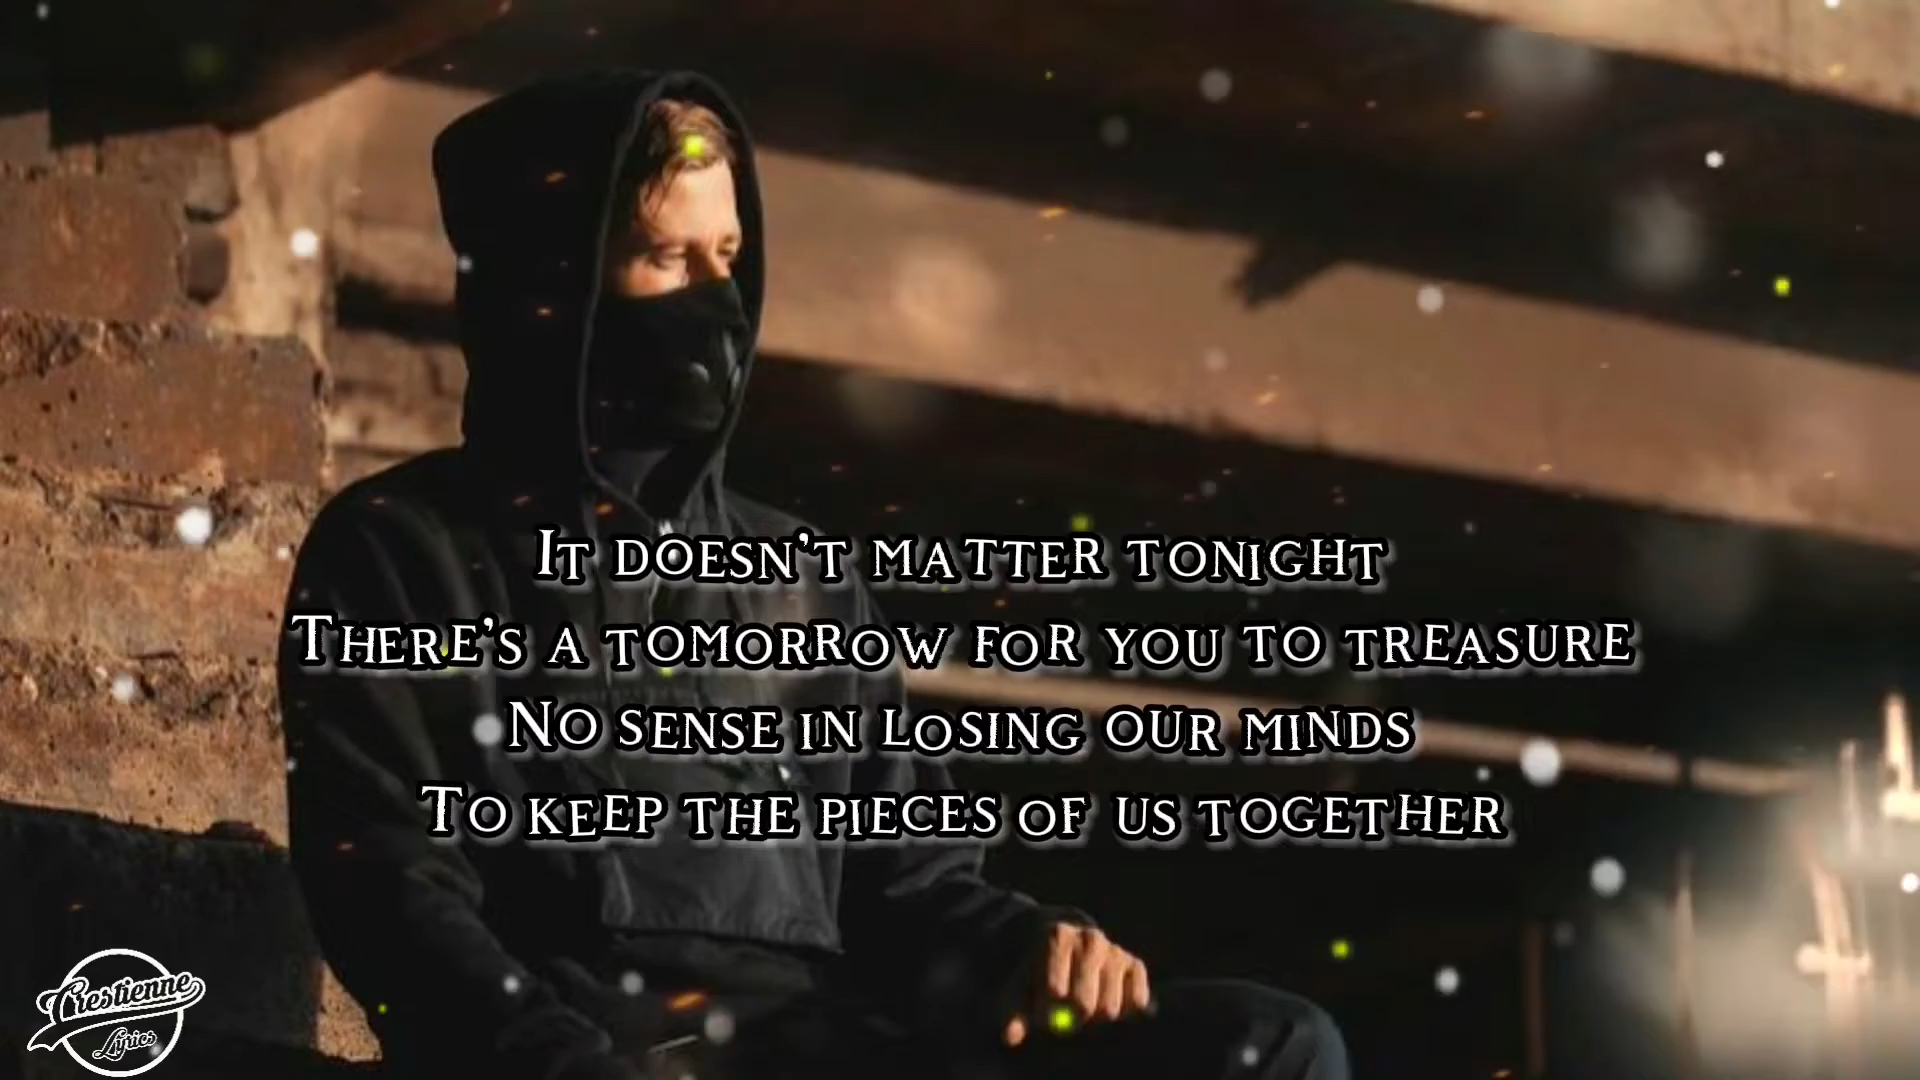 It doesn't matter tonight
There's a tomorrow for you to treasure
No sense in losing our minds
To keep the pieces of us together
Crestienne
Lyrics